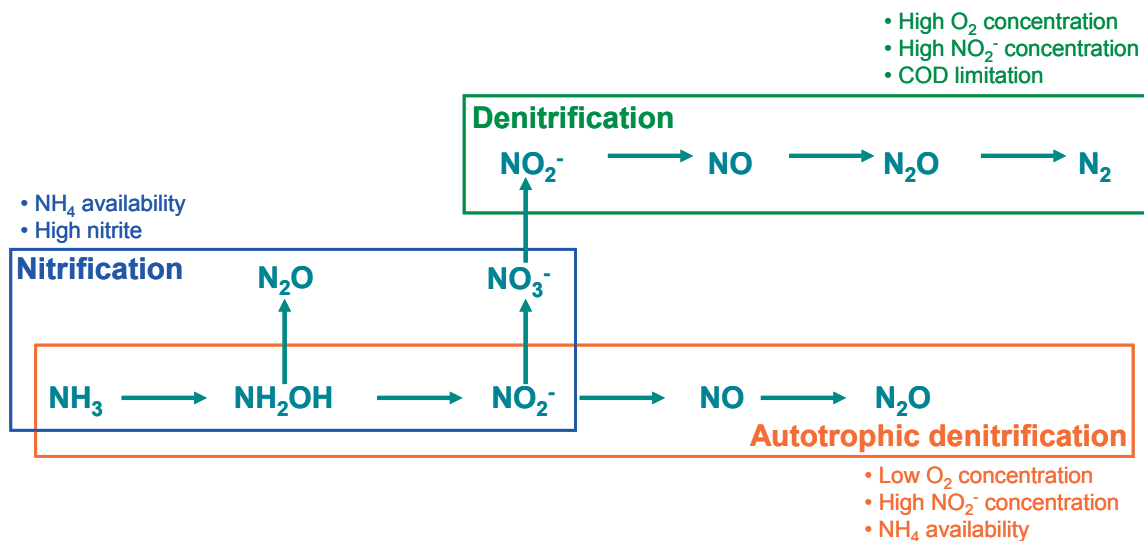 • High O₂ concentration
• High NO₂⁻ concentration
• COD limitation
Denitrification
NO₂⁻ NO N₂O N₂
• NH₄ availability
• High nitrite
Nitrification
N₂O NO₃⁻
NH₃ NH₂OH NO₂⁻ NO N₂O
Autotrophic denitrification
• Low O₂ concentration
• High NO₂⁻ concentration
• NH₄ availability